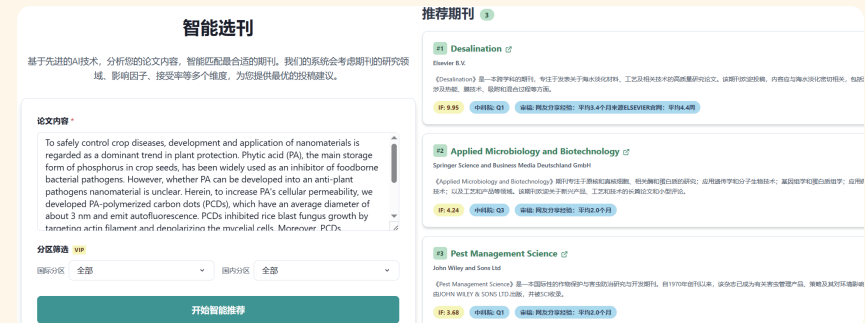 智能选刊
基于先进的AI技术，分析您的论文内容，智能匹配最合适的期刊。我们的系统会考虑期刊的研究领
域、影响因子、接受率等多个维度，为您提供最优的投稿建议。
论文内容 *
To safely control crop diseases, development and application of nanomaterials is
regarded as a dominant trend in plant protection. Phytic acid (PA), the main storage
form of phosphorus in crop seeds, has been widely used as an inhibitor of foodborne
bacterial pathogens. However, whether PA can be developed into an anti-plant
pathogens nanomaterial is unclear. Herein, to increase PA's cellular permeability, we
developed PA-polymerized carbon dots (PCDs), which have an average diameter of
about 3 nm and emit autofluorescence. PCDs inhibited rice blast fungus growth by
targeting actin filament and depolarizing the mycelial cells. Moreover, PCDs
分区筛选 VIP
国际分区 全部 国内分区 全部
开始智能推荐
推荐期刊 3
#1 Desalination
Elsevier B.V.
《Desalination》是一本跨学科的期刊，专注于发表关于海水淡化材料、工艺及相关技术的高质量研究论文。该期刊欢迎投稿，内容应与海水淡化密切相关，包括
涉及热能、膜技术、吸附和混合过程等方面。
IF: 9.95 中科院: Q1 审稿: 网友分享经验：平均3.4个月来源ELSEVIER官网：平均4.4周
#2 Applied Microbiology and Biotechnology
Springer Science and Business Media Deutschland GmbH
《Applied Microbiology and Biotechnology》期刊专注于原核和真核细胞、相关酶和蛋白质的研究；应用遗传学和分子生物技术；基因组学和蛋白质组学；应用
技术；以及工艺和产品等领域。该期刊欢迎关于新兴产品、工艺和技术的长篇论文和小型评论。
IF: 4.24 中科院: Q3 审稿: 网友分享经验：平均2.0个月
#3 Pest Management Science
John Wiley and Sons Ltd
《Pest Management Science》是一本国际性的作物保护与害虫防治研究与开发期刊。自1970年创刊以来，该杂志已成为有关害虫管理产品、策略及其对环境影响
由JOHN WILEY & SONS LTD.出版，并被SCI收录。
IF: 3.68 中科院: Q1 审稿: 网友分享经验：平均2.0个月